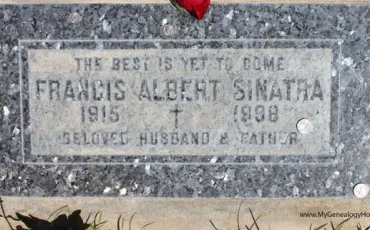 THE BEST IS YET TO COME
FRANCIS ALBERT SINATRA
1915 † 1998
BELOVED HUSBAND & FATHER
www.MyGenealogyHo